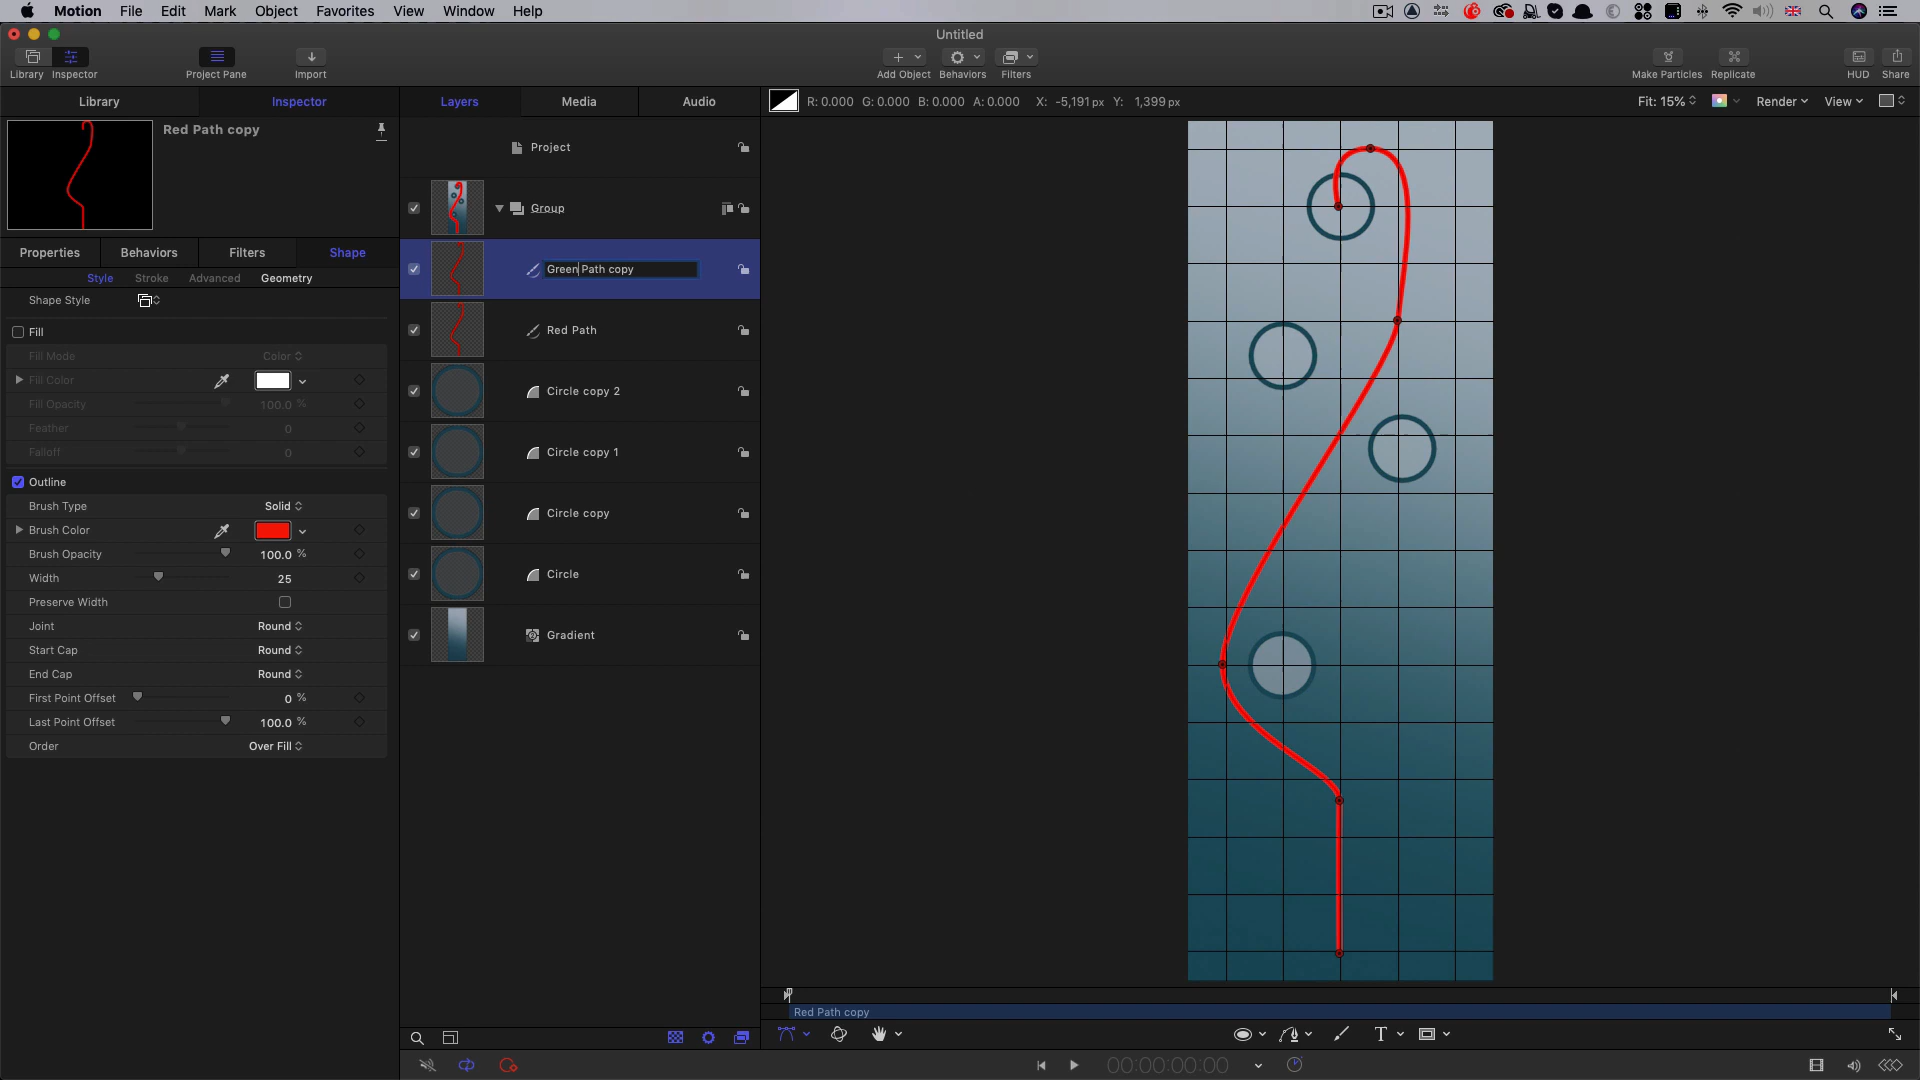 Motion File Edit Mark Object Favorites View Window Help
Untitled
Library Inspector Project Pane Import Add Object Behaviors Filters Make Particles Replicate HUD Share
Library Inspector Layers Media Audio R: 0.000 G: 0.000 B: 0.000 A: 0.000 X: -5,191 px Y: 1,399 px Fit: 15% Render View
Red Path copy
Project
Group
Properties Behaviors Filters Shape
Style Stroke Advanced Geometry
Green Path copy
Shape Style
Fill
Red Path
Fill Mode Color
Fill Color
Circle copy 2
Fill Opacity 100.0 %
Feather 0
Falloff 0
Circle copy 1
Outline
Brush Type Solid
Circle copy
Brush Color
Brush Opacity 100.0 %
Width 25
Circle
Preserve Width
Joint Round
Gradient
Start Cap Round
End Cap Round
First Point Offset 0 %
Last Point Offset 100.0 %
Order Over Fill
Red Path copy
T
00:00:00:00